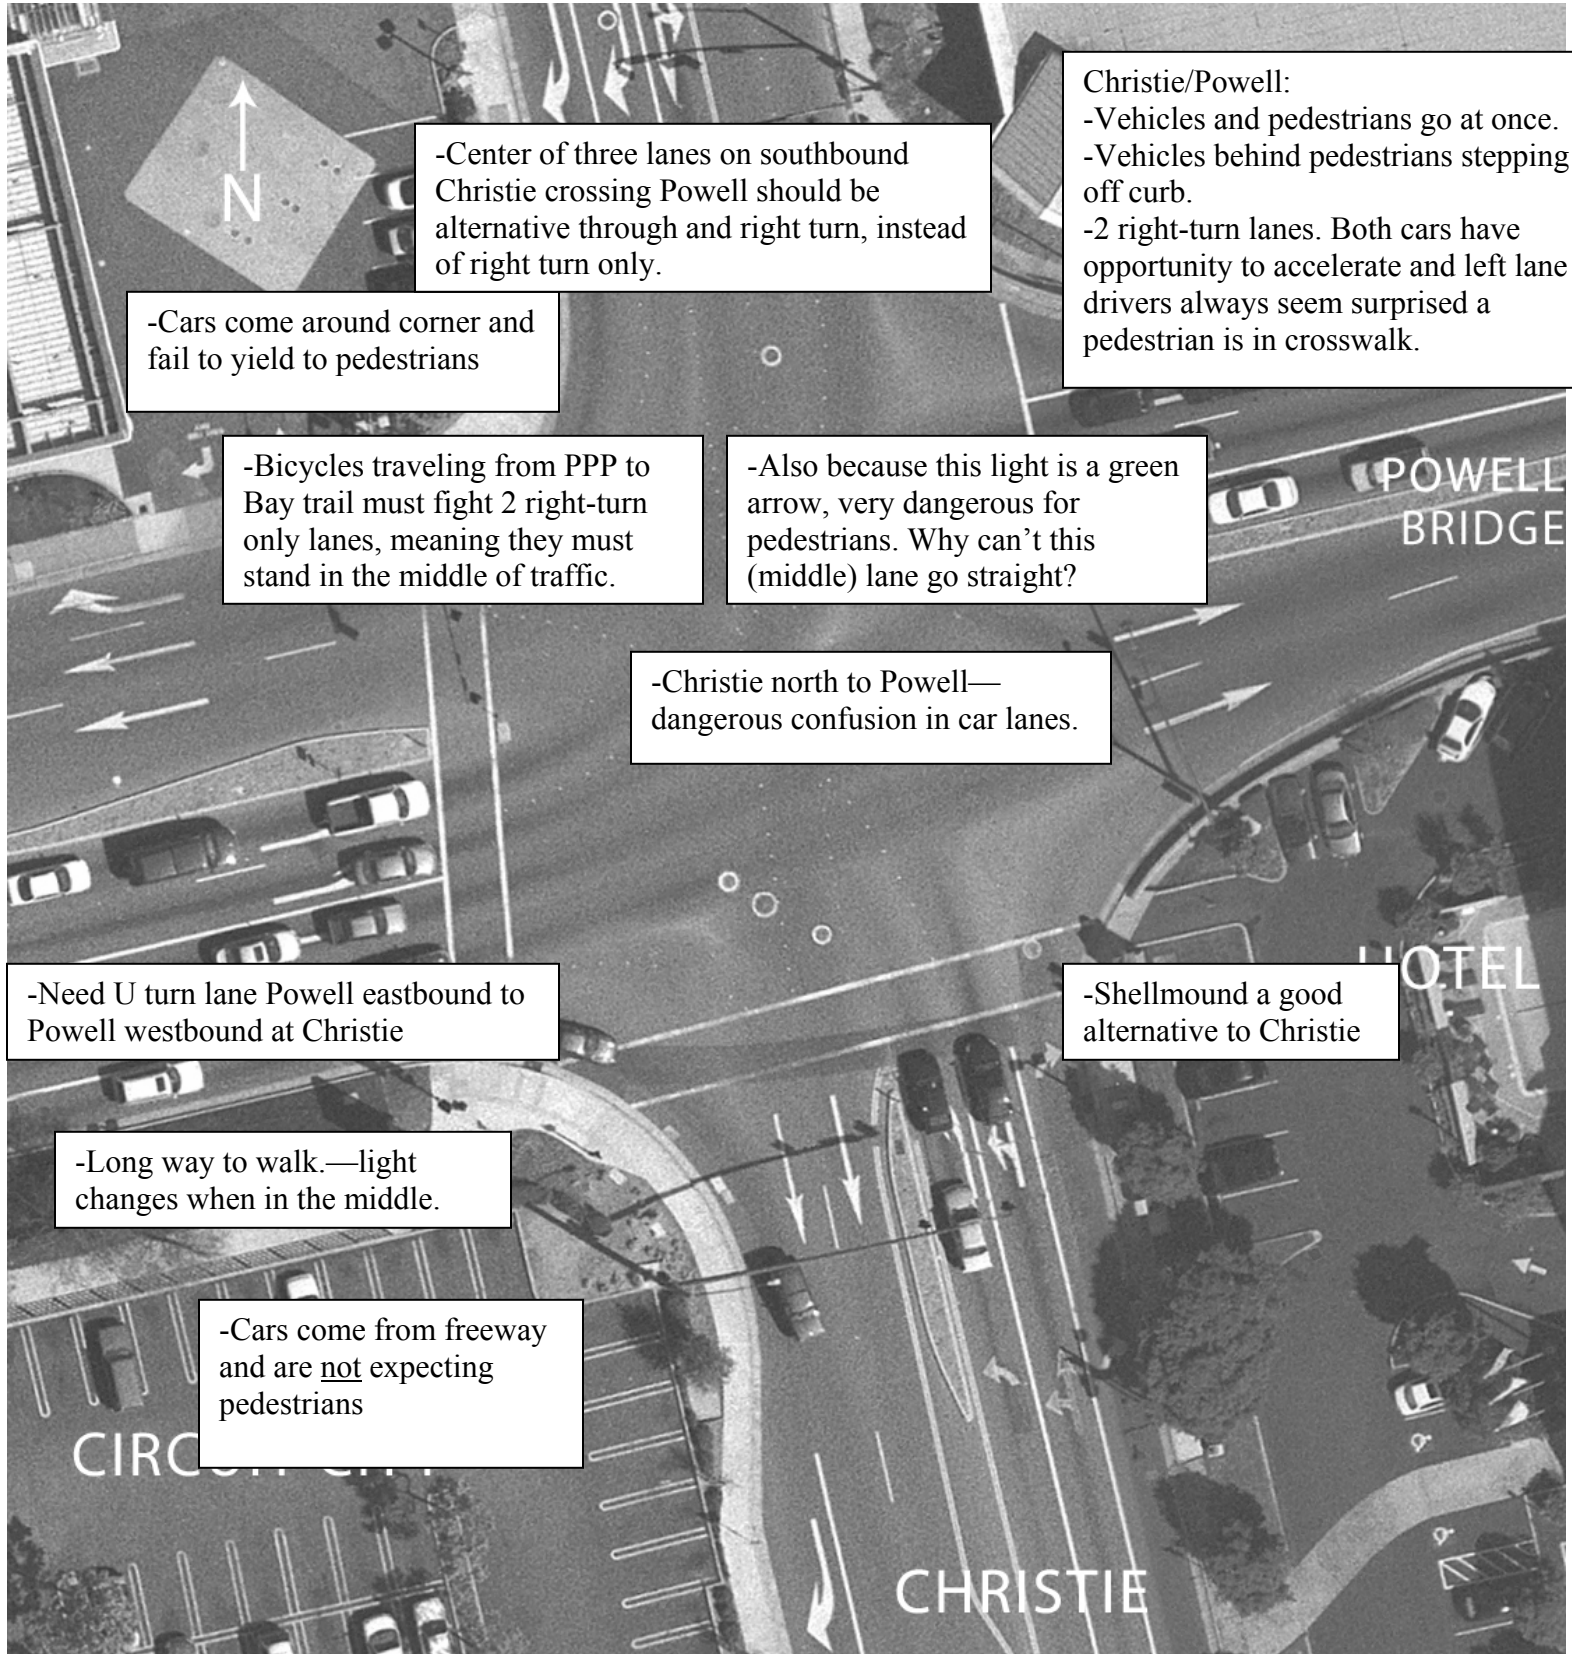 N
-Center of three lanes on southbound
Christie crossing Powell should be
alternative through and right turn, instead
of right turn only.
Christie/Powell:
-Vehicles and pedestrians go at once.
-Vehicles behind pedestrians stepping
off curb.
-2 right-turn lanes. Both cars have
opportunity to accelerate and left lane
drivers always seem surprised a
pedestrian is in crosswalk.
-Cars come around corner and
fail to yield to pedestrians
-Bicycles traveling from PPP to
Bay trail must fight 2 right-turn
only lanes, meaning they must
stand in the middle of traffic.
-Also because this light is a green
arrow, very dangerous for
pedestrians. Why can’t this
(middle) lane go straight?
POWELL
BRIDGE
-Christie north to Powell—
dangerous confusion in car lanes.
-Need U turn lane Powell eastbound to
Powell westbound at Christie
-Shellmound a good
alternative to Christie
HOTEL
-Long way to walk.—light
changes when in the middle.
-Cars come from freeway
and are not expecting
pedestrians
CIRCUIT CITY
CHRISTIE